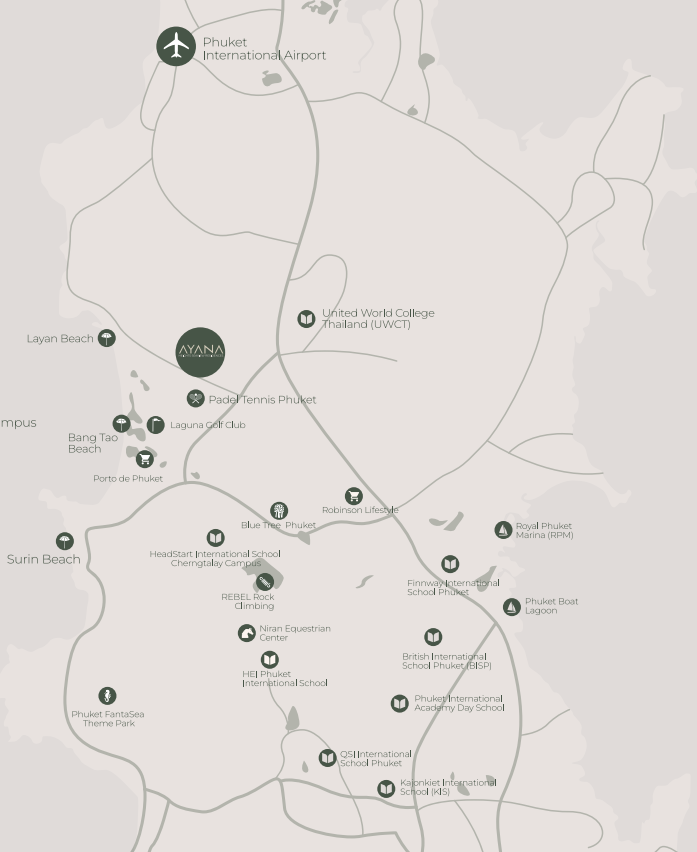 Phuket
International Airport
United World College
Thailand (UWCT)
Layan Beach
AYANA
Padel Tennis Phuket
mpus
Laguna Golf Club
Bang Tao
Beach
Porto de Phuket
Robinson Lifestyle
Blue Tree Phuket
Royal Phuket
Marina (RPM)
Surin Beach
HeadStart International School
Cherngtalay Campus
Finnway International
School Phuket
REBEL Rock
Climbing
Phuket Boat
Lagoon
Niran Equestrian
Center
British International
School Phuket (BISP)
HEI Phuket
International School
Phuket International
Academy Day School
Phuket FantaSea
Theme Park
QSI International
School Phuket
Kajonkiet International
School (KIS)